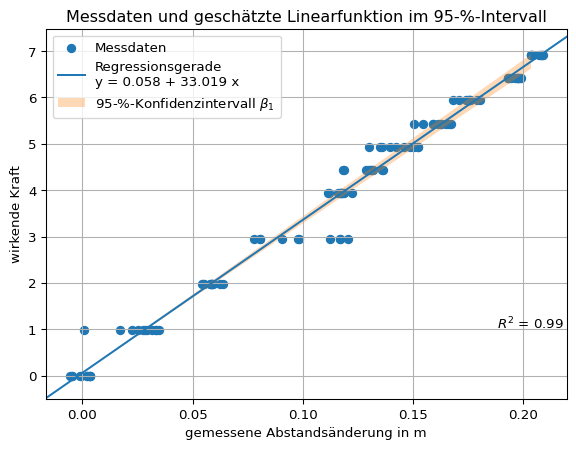 Messdaten und geschätzte Linearfunktion im 95-%-Intervall
Messdaten
Regressionsgerade
y = 0.058 + 33.019 x
95-%-Konfidenzintervall β₁
7
6
5
4
3
2
1
0
wirkende Kraft
R² = 0.99
0.00 0.05 0.10 0.15 0.20
gemessene Abstandsänderung in m